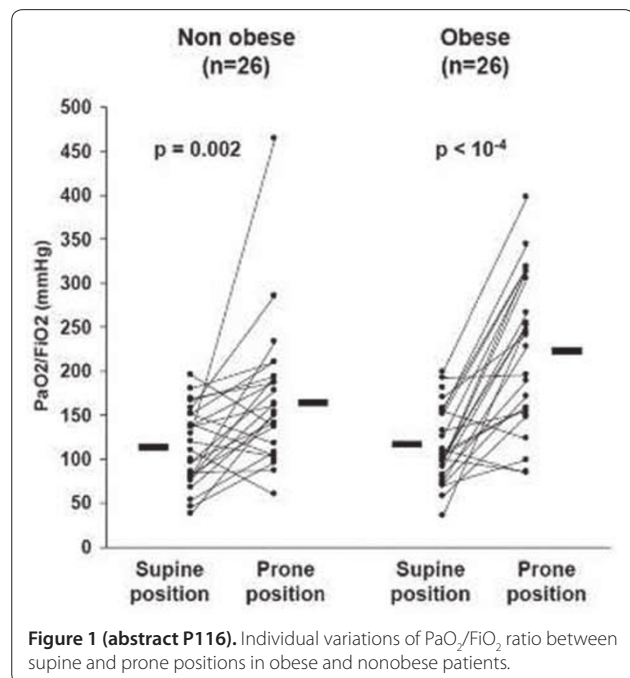 Non obese
(n=26)
Obese
(n=26)
500
450
400
350
300
250
200
150
100
50
0
PaO2/FiO2 (mmHg)
p = 0.002
p < 10⁻⁴
Supine
position
Prone
position
Supine
position
Prone
position
Figure 1 (abstract P116). Individual variations of PaO₂/FiO₂ ratio between
supine and prone positions in obese and nonobese patients.